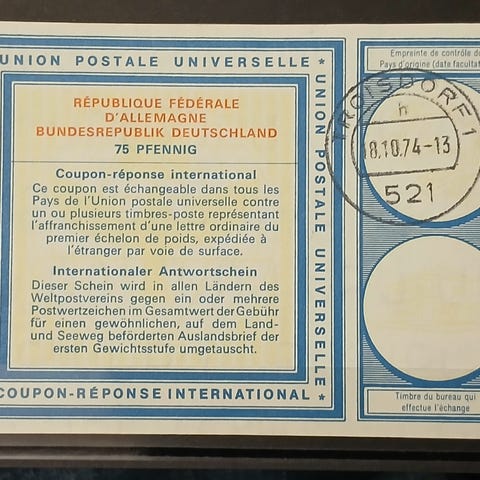 UNION POSTALE UNIVERSELLE *
RÉPUBLIQUE FÉDÉRALE
D'ALLEMAGNE
BUNDESREPUBLIK DEUTSCHLAND
75 PFENNIG
Coupon-réponse international
Ce coupon est échangeable dans tous les
Pays de l'Union postale universelle contre
un ou plusieurs timbres-poste représentant
l'affranchissement d'une lettre ordinaire du
premier échelon de poids, expédiée à
l'étranger par voie de surface.
Internationaler Antwortschein
Dieser Schein wird in allen Ländern des
Weltpostvereins gegen ein oder mehrere
Postwertzeichen im Gesamtwert der Gebühr
für einen gewöhnlichen, auf dem Land-
und Seeweg beförderten Auslandsbrief der
ersten Gewichtsstufe umgetauscht.
COUPON-RÉPONSE INTERNATIONAL *
UNION POSTALE UNIVERSELLE
Empreinte de contrôle du
Pays d'origine (date facultat
TROISDORF 1
h
8.10.74-13
521
Timbre du bureau qui
effectue l'échange